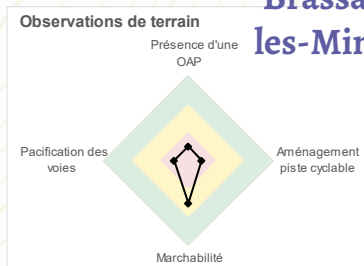 Brassa
les-Min
Observations de terrain
Présence d'une
OAP
Pacification des
voies
Aménagement
piste cyclable
Marchabilité